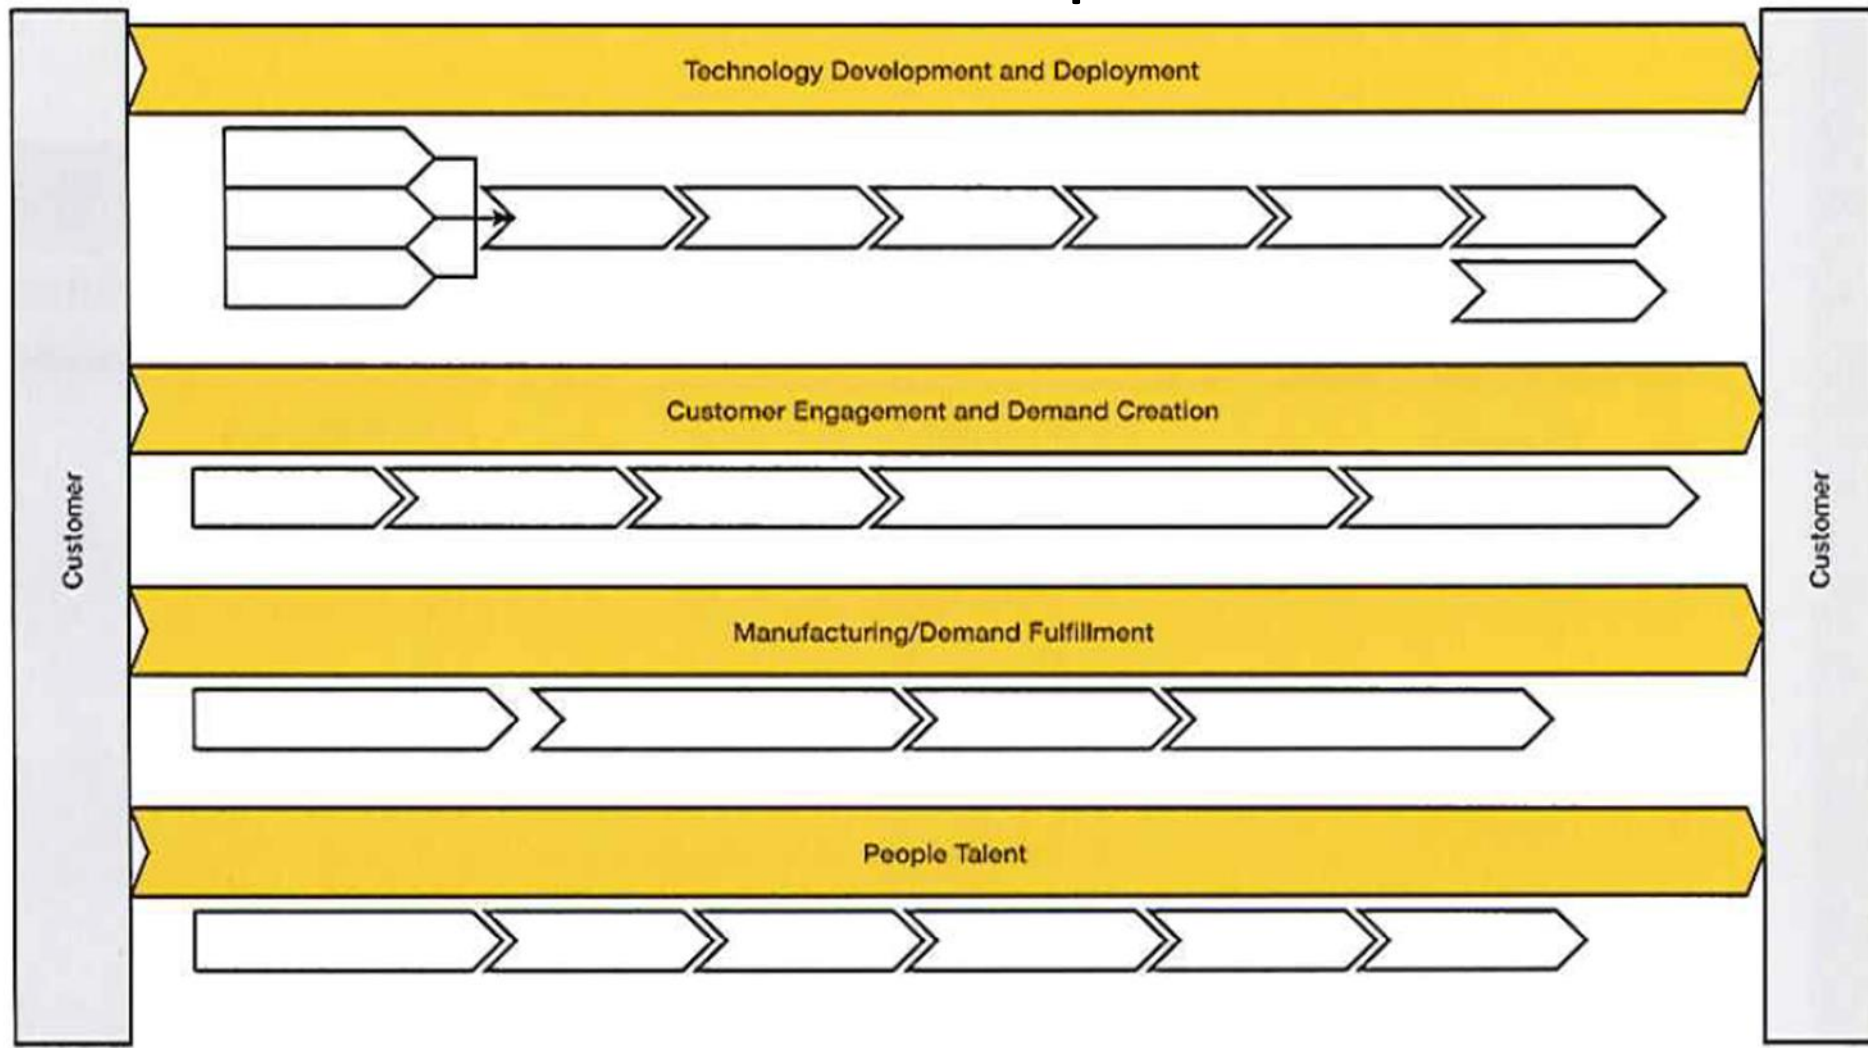 Technology Development and Deployment
Customer Engagement and Demand Creation
Customer
Customer
Manufacturing/Demand Fulfillment
People Talent